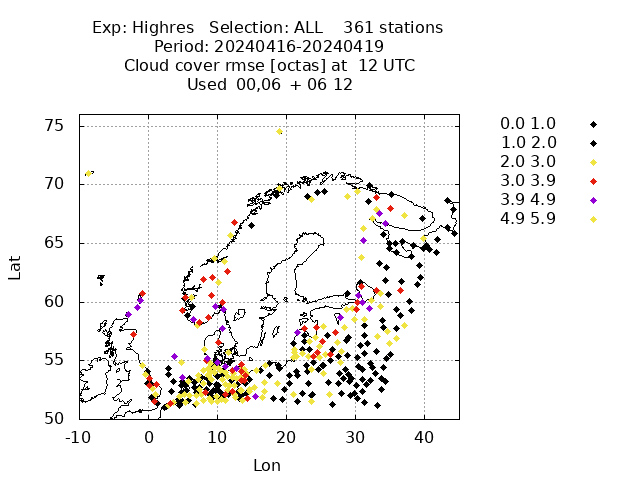 Exp: Highres   Selection: ALL    361 stations
Period: 20240416-20240419
Cloud cover rmse [octas] at  12 UTC
Used  00,06  + 06 12
0.0 1.0
1.0 2.0
2.0 3.0
3.0 3.9
3.9 4.9
4.9 5.9
Lat
75
70
65
60
55
50
-10 0 10 20 30 40
Lon